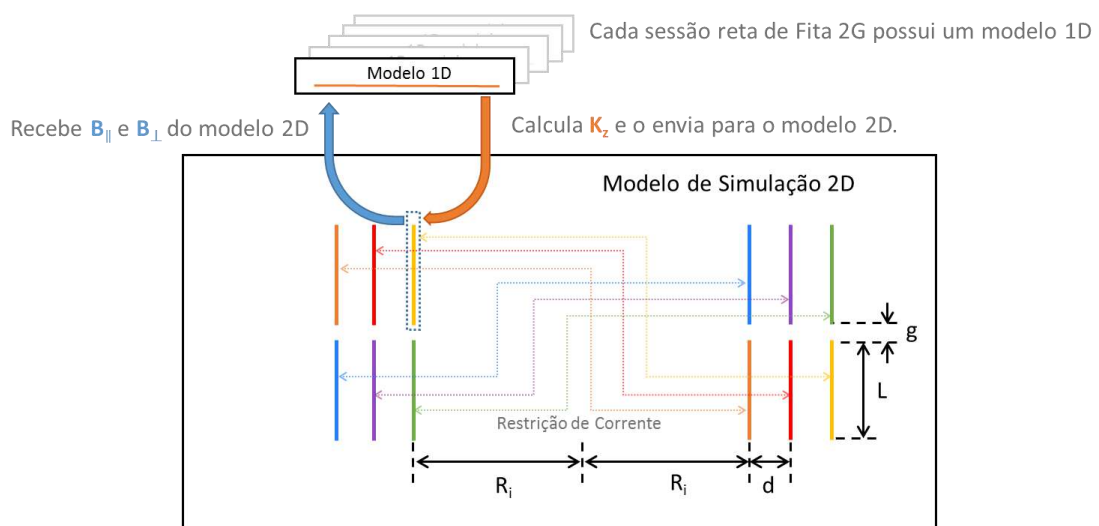 Cada sessão reta de Fita 2G possui um modelo 1D
Modelo 1D
Recebe B∥ e B⊥ do modelo 2D
Calcula Kz e o envia para o modelo 2D.
Modelo de Simulação 2D
g
L
Restrição de Corrente
Ri
Ri
d